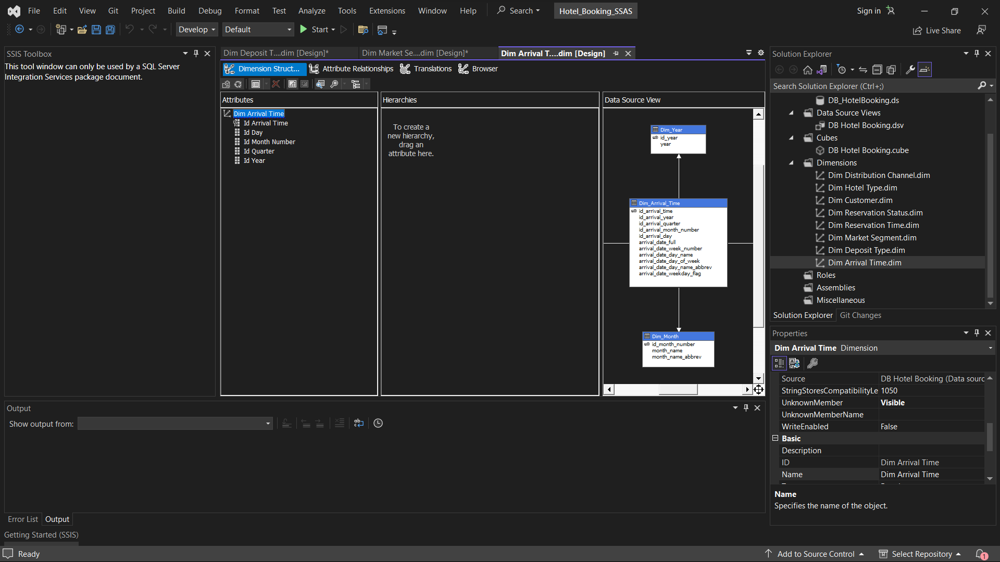 File Edit View Git Project Build Debug Format Test Analyze Tools Extensions Window Help Search Hotel_Booking_SSAS Sign in
Develop Default Start Live Share
SSIS Toolbox
This tool window can only be used by a SQL Server
Integration Services package document.
Dim Deposit T....dim [Design]* Dim Market Se....dim [Design]* Dim Arrival T....dim [Design]
Dimension Struct... Attribute Relationships Translations Browser
Attributes
Dim Arrival Time
Id Arrival Time
Id Day
Id Month Number
Id Quarter
Id Year
Hierarchies
To create a
new hierarchy,
drag an
attribute here.
Data Source View
Dim_Year
id_year
year
Dim_Arrival_Time
id_arrival_time
id_arrival_year
id_arrival_quarter
id_arrival_month_number
id_arrival_day
arrival_date_full
arrival_date_week_number
arrival_date_day_name
arrival_date_day_of_week
arrival_date_day_name_abbrev
arrival_date_weekday_flag
Dim_Month
id_month_number
month_name
month_name_abbrev
Solution Explorer
Search Solution Explorer (Ctrl+;)
DB_HotelBooking.ds
Data Source Views
DB Hotel Booking.dsv
Cubes
DB Hotel Booking.cube
Dimensions
Dim Distribution Channel.dim
Dim Hotel Type.dim
Dim Customer.dim
Dim Reservation Status.dim
Dim Reservation Time.dim
Dim Market Segment.dim
Dim Deposit Type.dim
Dim Arrival Time.dim
Roles
Assemblies
Miscellaneous
Solution Explorer Git Changes
Properties
Dim Arrival Time Dimension
Source DB Hotel Booking (Data sourc
StringStoresCompatibilityLe 1050
UnknownMember Visible
UnknownMemberName
WriteEnabled False
Basic
Description
ID Dim Arrival Time
Name Dim Arrival Time
Name
Specifies the name of the object.
Output
Show output from:
Error List Output
Getting Started (SSIS)
Ready Add to Source Control Select Repository 1